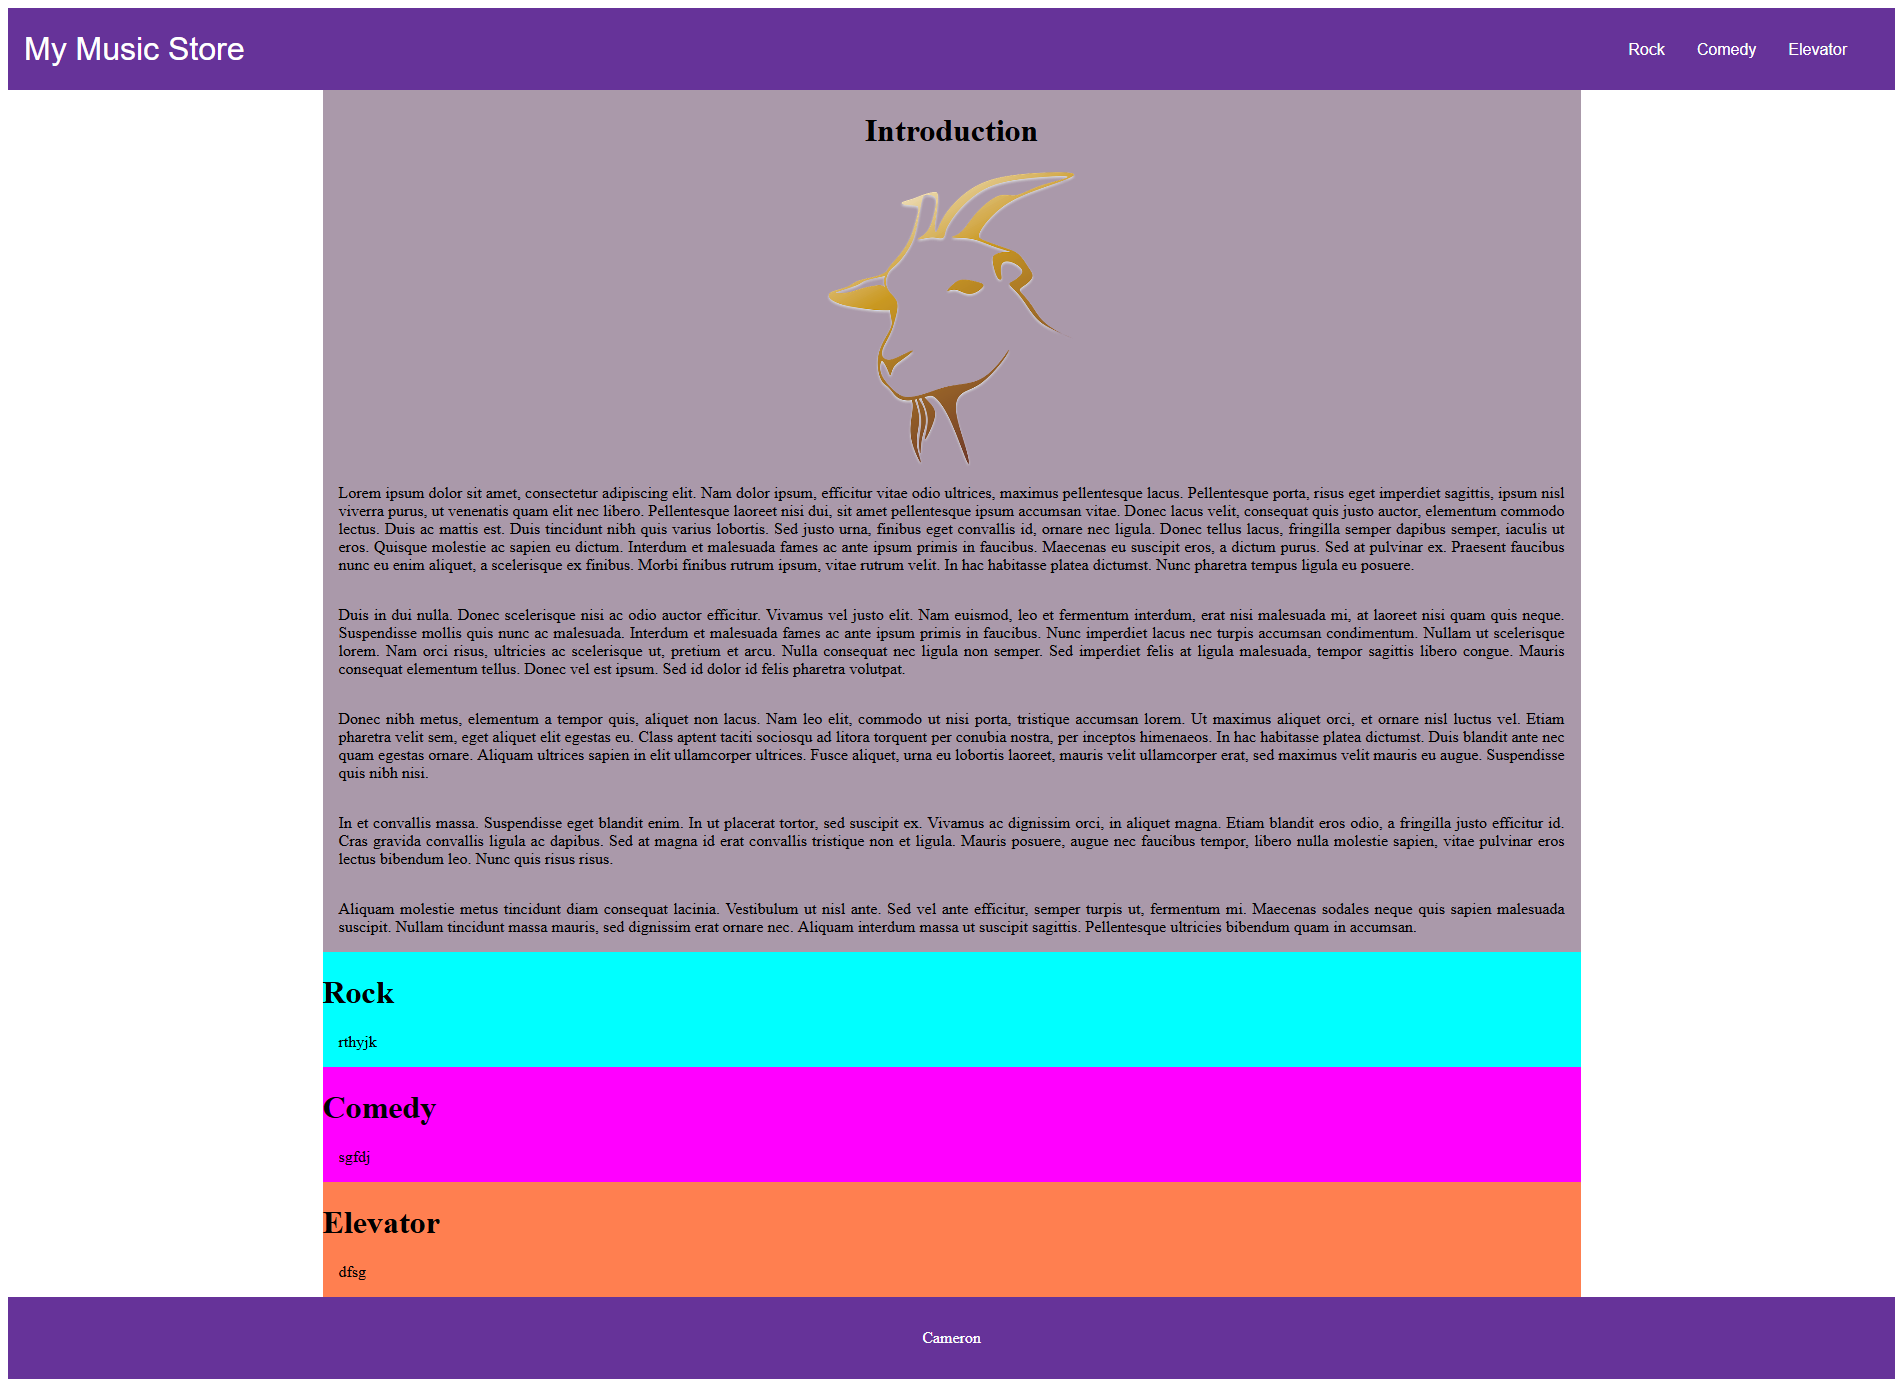 My Music Store
Rock
Comedy
Elevator
Introduction
Lorem ipsum dolor sit amet, consectetur adipiscing elit. Nam dolor ipsum, efficitur vitae odio ultrices, maximus pellentesque lacus. Pellentesque porta, risus eget imperdiet sagittis, ipsum nisl
viverra purus, ut venenatis quam elit nec libero. Pellentesque laoreet nisi dui, sit amet pellentesque ipsum accumsan vitae. Donec lacus velit, consequat quis justo auctor, elementum commodo
lectus. Duis ac mattis est. Duis tincidunt nibh quis varius lobortis. Sed justo urna, finibus eget convallis id, ornare nec ligula. Donec tellus lacus, fringilla semper dapibus semper, iaculis ut
eros. Quisque molestie ac sapien eu dictum. Interdum et malesuada fames ac ante ipsum primis in faucibus. Maecenas eu suscipit eros, a dictum purus. Sed at pulvinar ex. Praesent faucibus
nunc eu enim aliquet, a scelerisque ex finibus. Morbi finibus rutrum ipsum, vitae rutrum velit. In hac habitasse platea dictumst. Nunc pharetra tempus ligula eu posuere.
Duis in dui nulla. Donec scelerisque nisi ac odio auctor efficitur. Vivamus vel justo elit. Nam euismod, leo et fermentum interdum, erat nisi malesuada mi, at laoreet nisi quam quis neque.
Suspendisse mollis quis nunc ac malesuada. Interdum et malesuada fames ac ante ipsum primis in faucibus. Nunc imperdiet lacus nec turpis accumsan condimentum. Nullam ut scelerisque
lorem. Nam orci risus, ultricies ac scelerisque ut, pretium et arcu. Nulla consequat nec ligula non semper. Sed imperdiet felis at ligula malesuada, tempor sagittis libero congue. Mauris
consequat elementum tellus. Donec vel est ipsum. Sed id dolor id felis pharetra volutpat.
Donec nibh metus, elementum a tempor quis, aliquet non lacus. Nam leo elit, commodo ut nisi porta, tristique accumsan lorem. Ut maximus aliquet orci, et ornare nisl luctus vel. Etiam
pharetra velit sem, eget aliquet elit egestas eu. Class aptent taciti sociosqu ad litora torquent per conubia nostra, per inceptos himenaeos. In hac habitasse platea dictumst. Duis blandit ante nec
quam egestas ornare. Aliquam ultrices sapien in elit ullamcorper ultrices. Fusce aliquet, urna eu lobortis laoreet, mauris velit ullamcorper erat, sed maximus velit mauris eu augue. Suspendisse
quis nibh nisi.
In et convallis massa. Suspendisse eget blandit enim. In ut placerat tortor, sed suscipit ex. Vivamus ac dignissim orci, in aliquet magna. Etiam blandit eros odio, a fringilla justo efficitur id.
Cras gravida convallis ligula ac dapibus. Sed at magna id erat convallis tristique non et ligula. Mauris posuere, augue nec faucibus tempor, libero nulla molestie sapien, vitae pulvinar eros
lectus bibendum leo. Nunc quis risus risus.
Aliquam molestie metus tincidunt diam consequat lacinia. Vestibulum ut nisl ante. Sed vel ante efficitur, semper turpis ut, fermentum mi. Maecenas sodales neque quis sapien malesuada
suscipit. Nullam tincidunt massa mauris, sed dignissim erat ornare nec. Aliquam interdum massa ut suscipit sagittis. Pellentesque ultricies bibendum quam in accumsan.
Rock
rthyjk
Comedy
sgfdj
Elevator
dfsg
Cameron